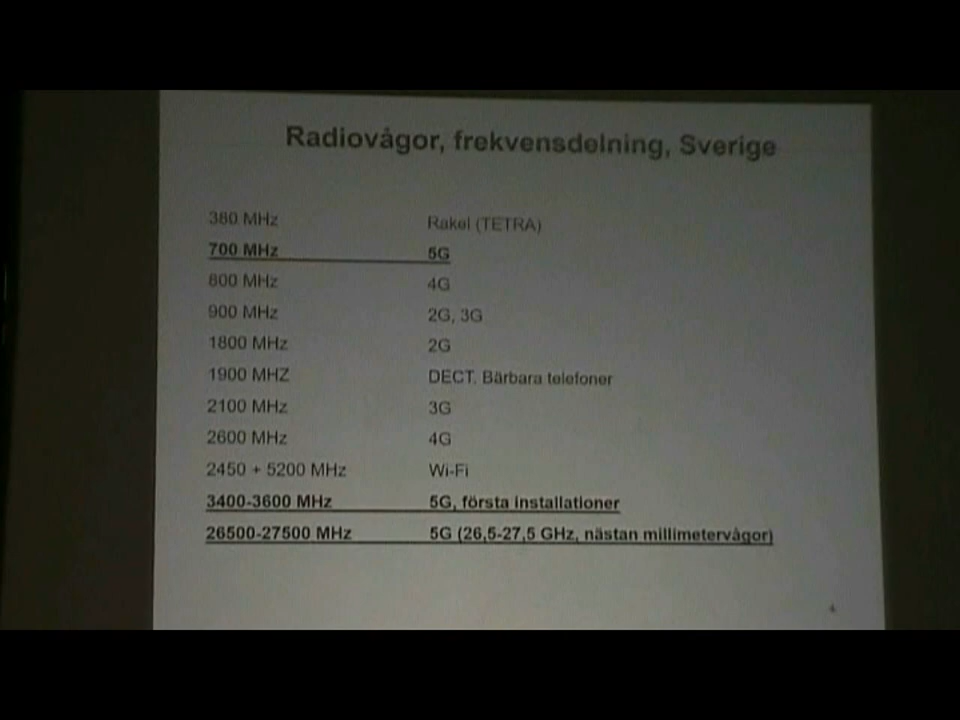 Radiovågor, frekvensdelning, Sverige
380 MHz Rakel (TETRA)
700 MHz 5G
800 MHz 4G
900 MHz 2G, 3G
1800 MHz 2G
1900 MHZ DECT. Bärbara telefoner
2100 MHz 3G
2600 MHz 4G
2450 + 5200 MHz Wi-Fi
3400-3600 MHz 5G, första installationer
26500-27500 MHz 5G (26,5-27,5 GHz, nästan millimetervågor)
4